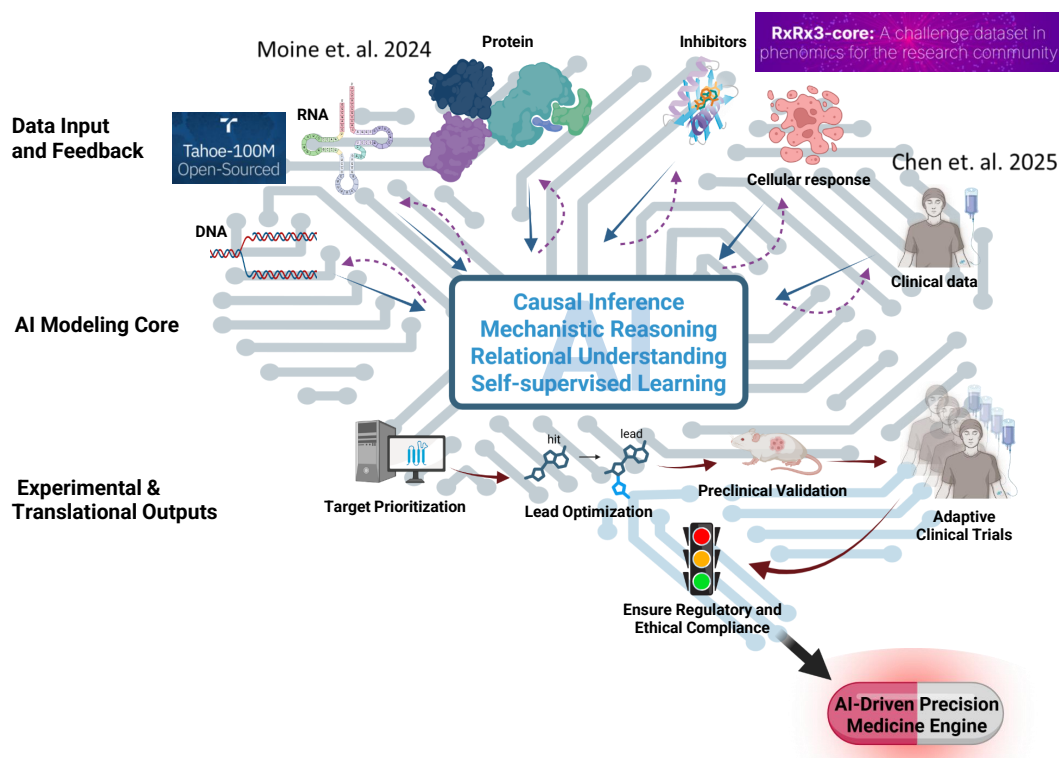 Moine et. al. 2024
Protein
Inhibitors
RxRx3-core: A challenge dataset in
phenomics for the research community
Data Input
and Feedback
Tahoe-100M
Open-Sourced
RNA
Cellular response
Chen et. al. 2025
DNA
Clinical data
AI Modeling Core
AI
Causal Inference
Mechanistic Reasoning
Relational Understanding
Self-supervised Learning
Experimental &
Translational Outputs
Target Prioritization
hit
lead
Lead Optimization
Preclinical Validation
Adaptive
Clinical Trials
Ensure Regulatory and
Ethical Compliance
AI-Driven Precision
Medicine Engine